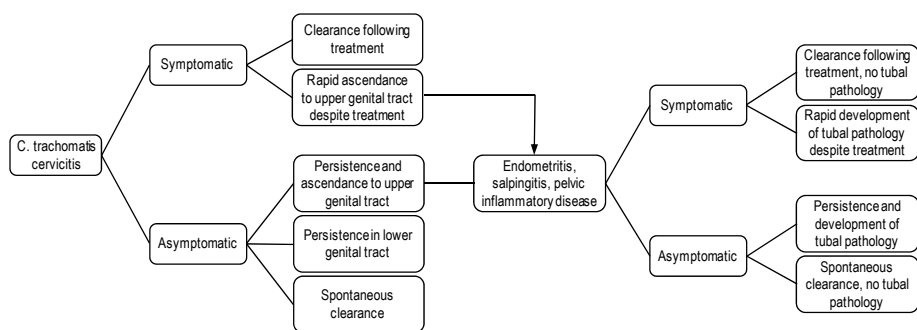 C. trachomatis
cervicitis
Symptomatic
Clearance following
treatment
Rapid ascendance
to upper genital tract
despite treatment
Asymptomatic
Persistence and
ascendance to upper
genital tract
Persistence in lower
genital tract
Spontaneous
clearance
Endometritis,
salpingitis, pelvic
inflammatory disease
Symptomatic
Clearance following
treatment, no tubal
pathology
Rapid development
of tubal pathology
despite treatment
Asymptomatic
Persistence and
development of
tubal pathology
Spontaneous
clearance, no tubal
pathology